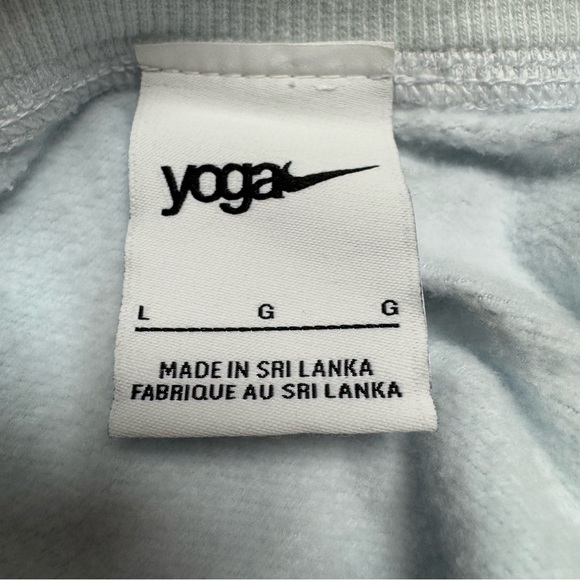 yoga
L G G
MADE IN SRI LANKA
FABRIQUE AU SRI LANKA